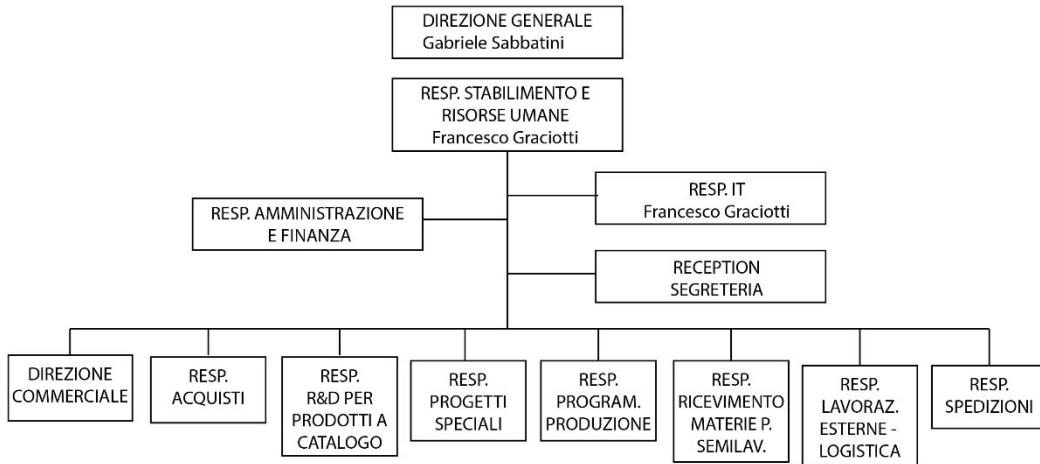 DIREZIONE GENERALE
Gabriele Sabbatini
RESP. STABILIMENTO E
RISORSE UMANE
Francesco Graciotti
RESP. IT
Francesco Graciotti
RESP. AMMINISTRAZIONE
E FINANZA
RECEPTION
SEGRETERIA
DIREZIONE
COMMERCIALE
RESP.
ACQUISTI
RESP.
R&D PER
PRODOTTI A
CATALOGO
RESP.
PROGETTI
SPECIALI
RESP.
PROGRAM.
PRODUZIONE
RESP.
RICEVIMENTO
MATERIE P.
SEMILAV.
RESP.
LAVORAZ.
ESTERNE -
LOGISTICA
RESP.
SPEDIZIONI